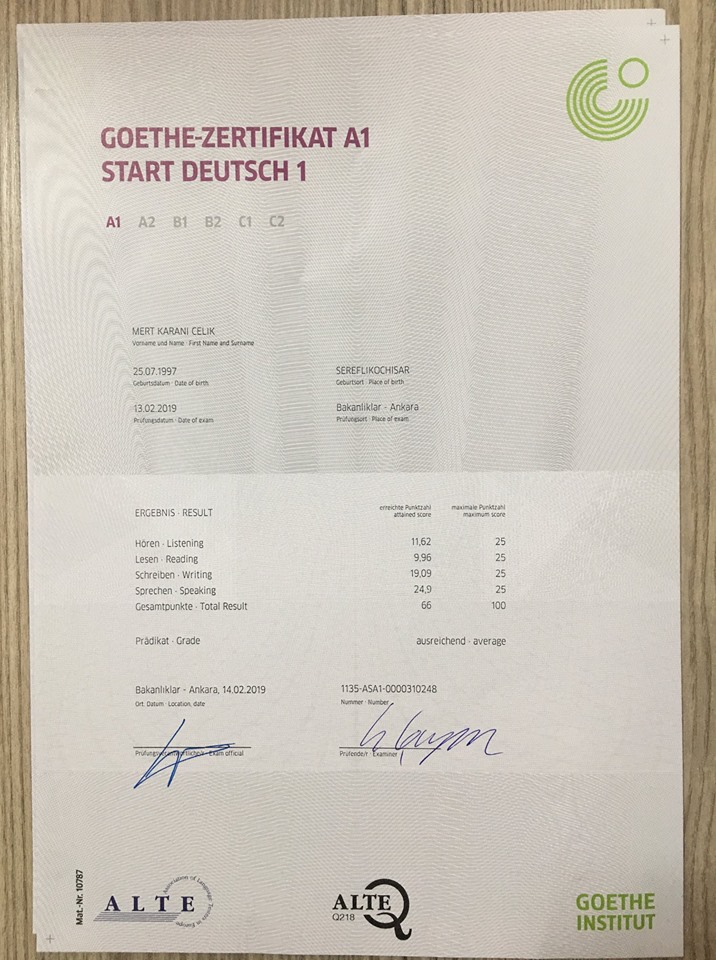 GOETHE-ZERTIFIKAT A1
START DEUTSCH 1
A1 A2 B1 B2 C1 C2
MERT KARANI CELIK
Vorname und Name · First Name and Surname
25.07.1997 SEREFLIKOCHISAR
Geburtsdatum · Date of birth Geburtsort · Place of birth
13.02.2019 Bakanliklar - Ankara
Prüfungsdatum · Date of exam Prüfungsort · Place of exam
ERGEBNIS · RESULT erreichte Punktzahl maximale Punktzahl
attained score maximum score
Hören · Listening 11,62 25
Lesen · Reading 9,96 25
Schreiben · Writing 19,09 25
Sprechen · Speaking 24,9 25
Gesamtpunkte · Total Result 66 100
Prädikat · Grade ausreichend · average
Bakanlıklar - Ankara, 14.02.2019 1135-ASA1-0000310248
Ort, Datum · Location, date Nummer · Number
Exam official Prüfende/r · Examiner
Mat.-Nr. 10787
ALTE
Association of Language Testers in Europe
ALTE
Q218
GOETHE
INSTITUT